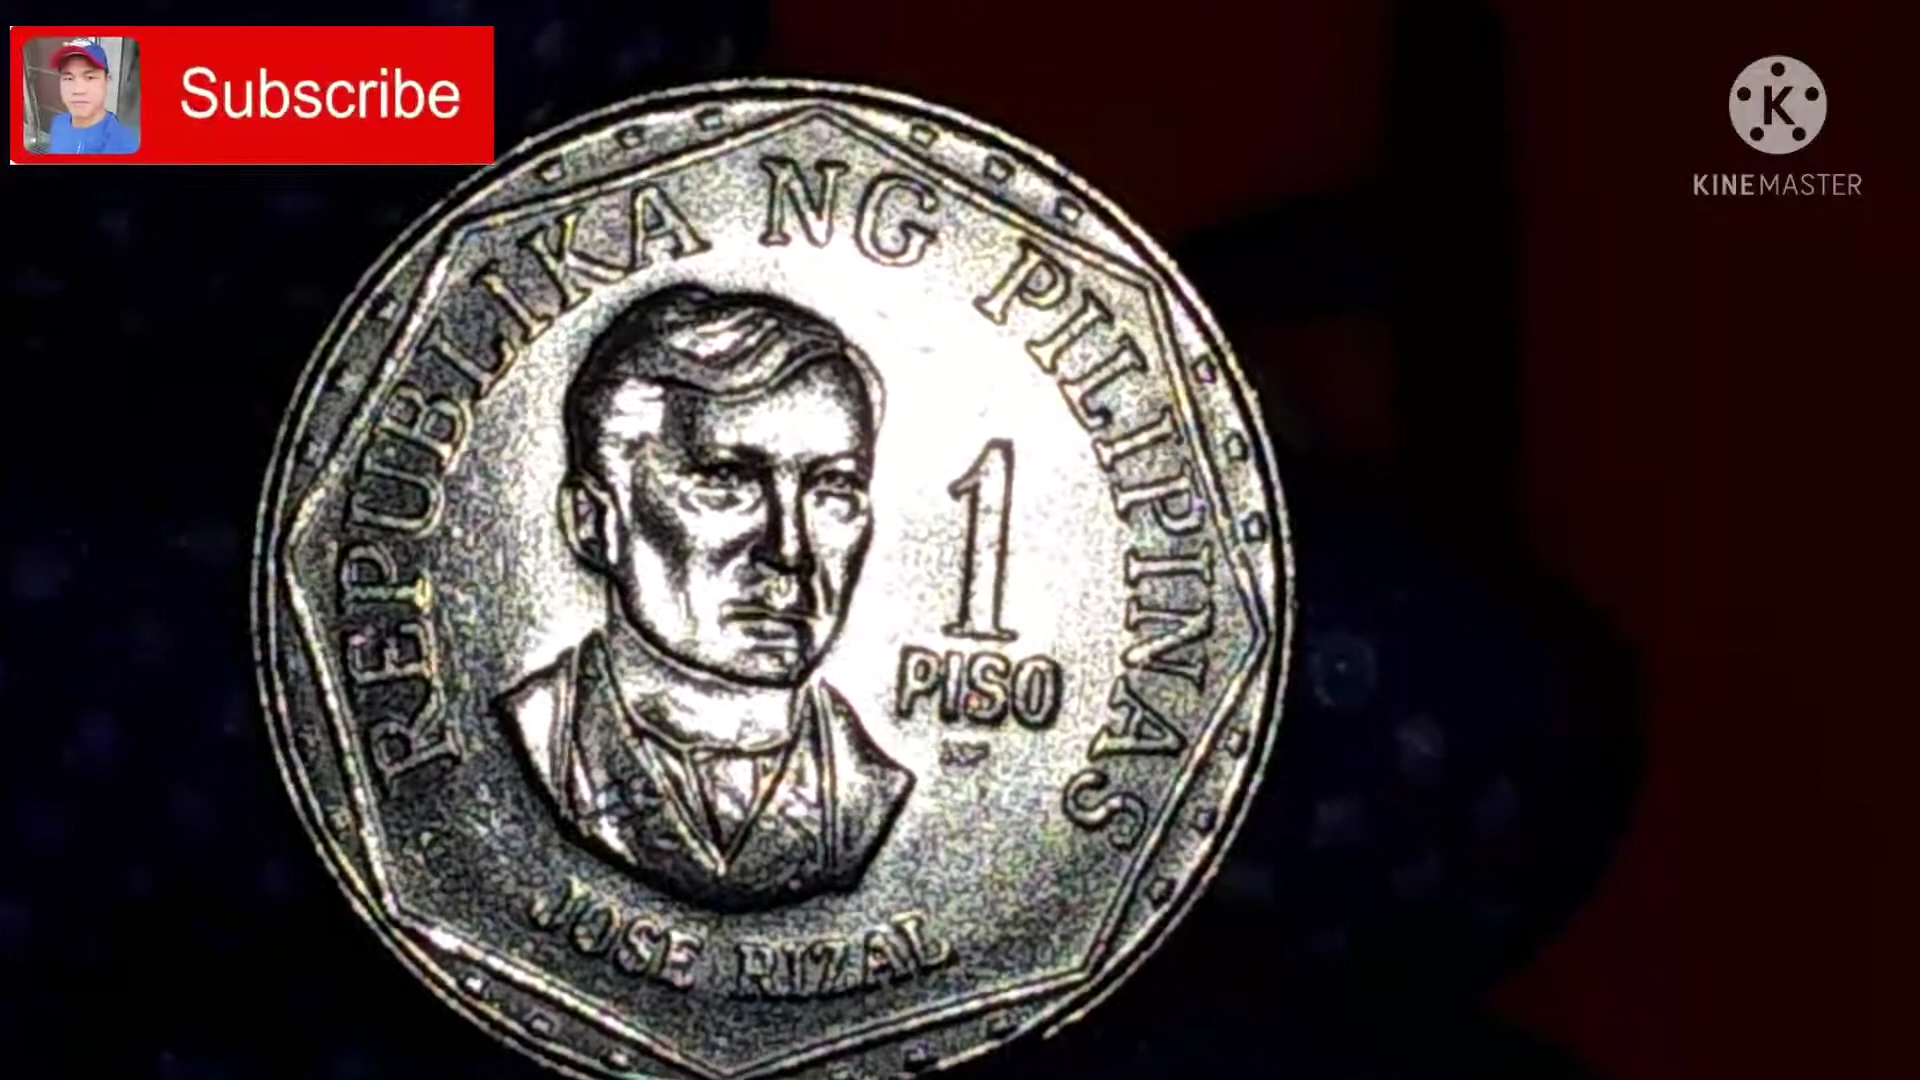 Subscribe
KINEMASTER
REPUBLIKA NG PILIPINAS
1
PISO
JOSE RIZAL